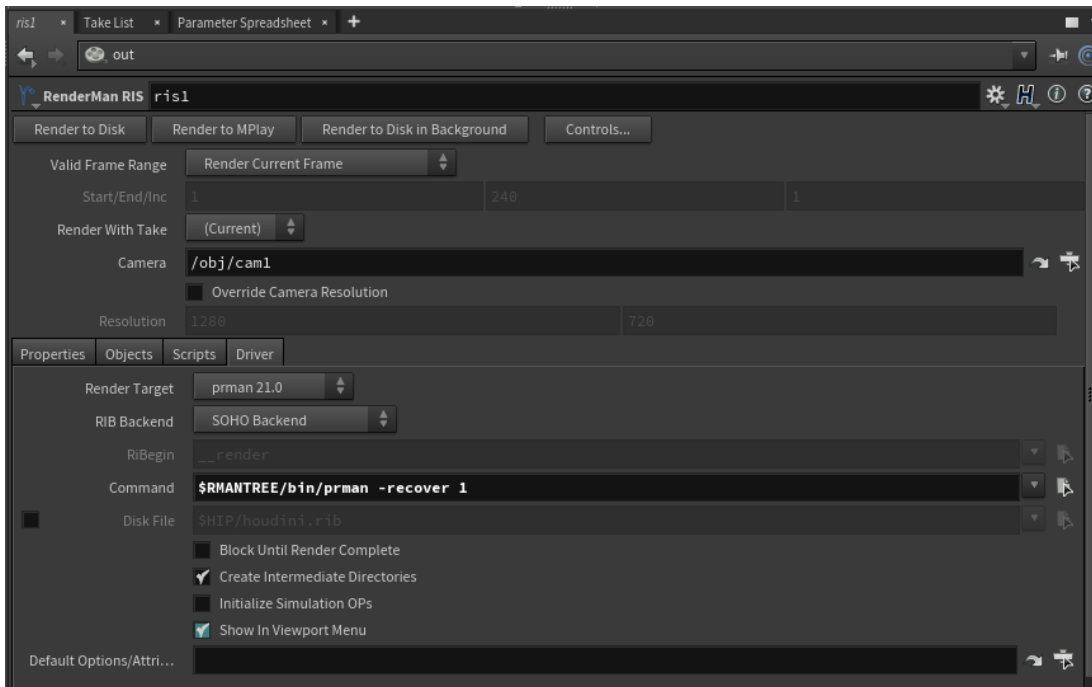 ris1 × Take List × Parameter Spreadsheet × +
out
RenderMan RIS ris1
Render to Disk Render to MPlay Render to Disk in Background Controls...
Valid Frame Range Render Current Frame
Start/End/Inc 1 240 1
Render With Take (Current)
Camera /obj/cam1
Override Camera Resolution
Resolution 1280 720
Properties Objects Scripts Driver
Render Target prman 21.0
RIB Backend SOHO Backend
RiBegin __render
Command $RMANTREE/bin/prman -recover 1
Disk File $HIP/houdini.rib
Block Until Render Complete
Create Intermediate Directories
Initialize Simulation OPs
Show In Viewport Menu
Default Options/Attri...